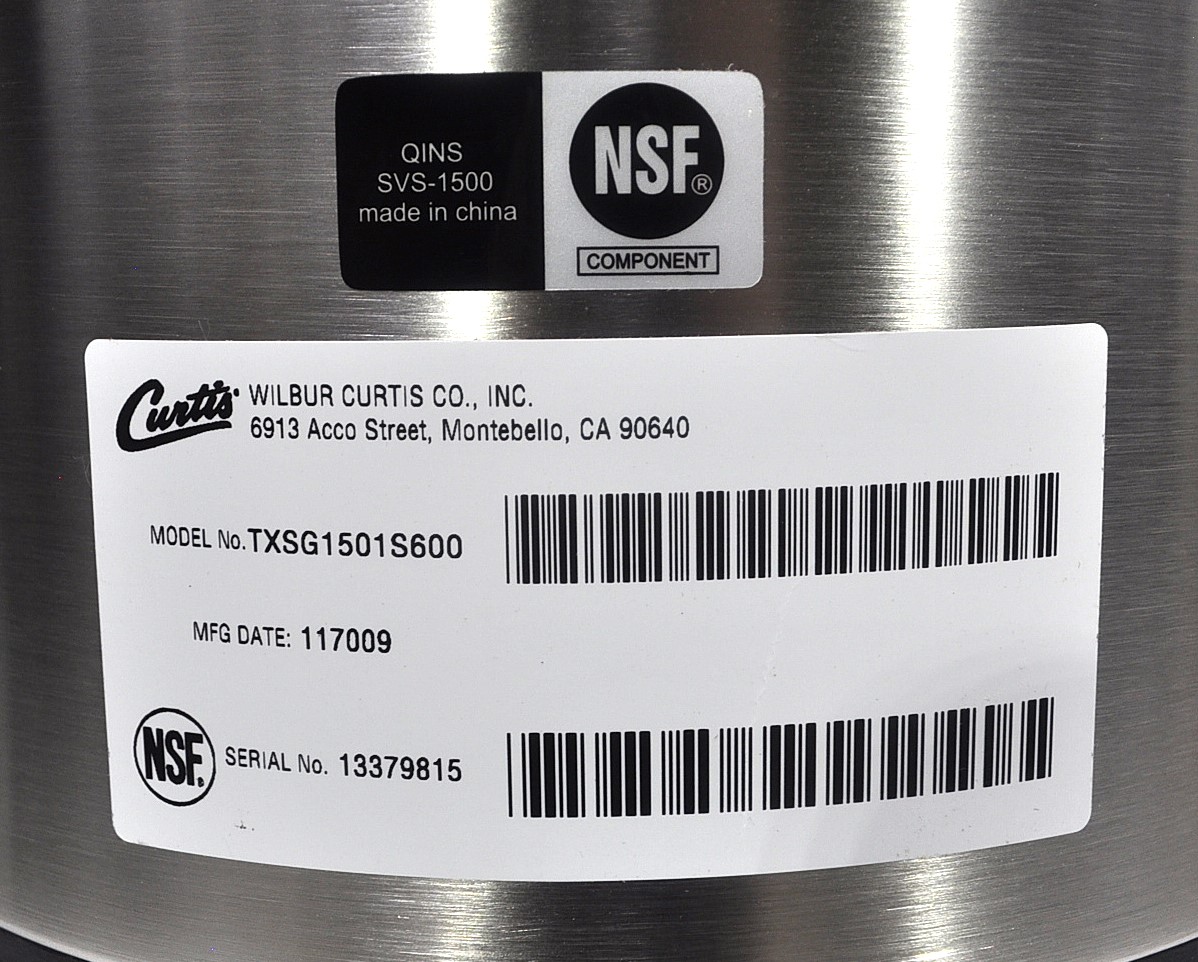 QINS
SVS-1500
made in china
NSF®
COMPONENT
Curtis WILBUR CURTIS CO., INC.
6913 Acco Street, Montebello, CA 90640
MODEL No. TXSG1501S600
MFG DATE: 117009
NSF® SERIAL No. 13379815